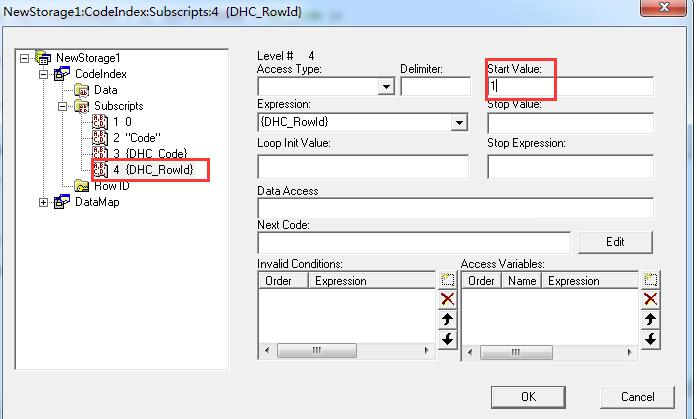 NewStorage1:CodeIndex:Subscripts:4 {DHC_RowId}
NewStorage1
CodeIndex
Data
Subscripts
1 0
2 "Code"
3 {DHC_Code}
4 {DHC_RowId}
Row ID
DataMap
Level # 4
Access Type:
Delimiter:
Start Value:
1
Expression:
{DHC_RowId}
Stop Value:
Loop Init Value:
Stop Expression:
Data Access
Next Code:
Edit
Invalid Conditions:
Order Expression
Access Variables:
Order Name Expression
OK
Cancel